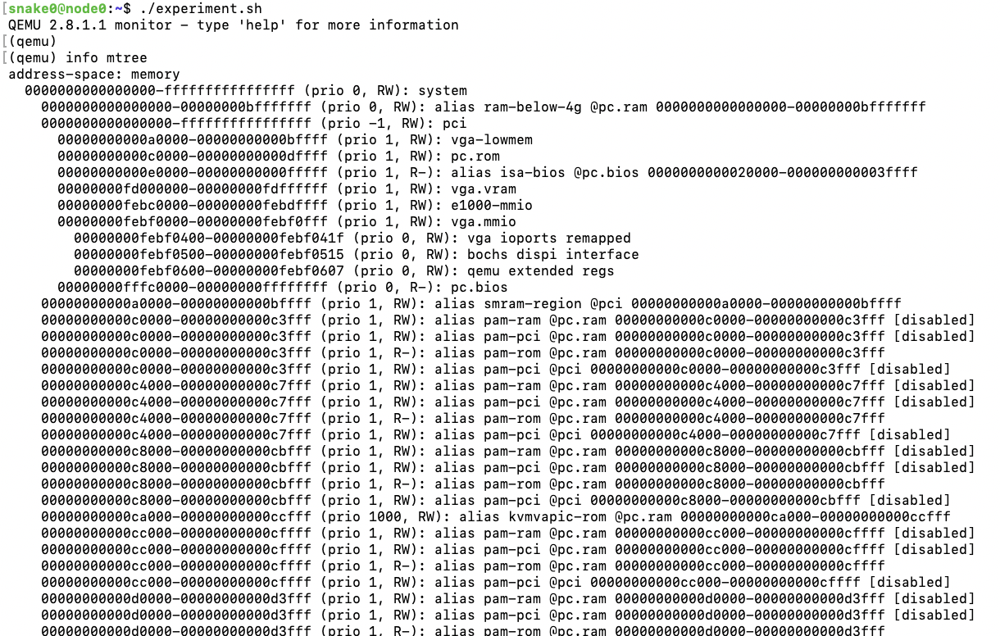 [snake0@node0:~$ ./experiment.sh
QEMU 2.8.1.1 monitor - type 'help' for more information
[(qemu)
[(qemu) info mtree
address-space: memory
0000000000000000-ffffffffffffffff (prio 0, RW): system
0000000000000000-00000000bfffffff (prio 0, RW): alias ram-below-4g @pc.ram 0000000000000000-00000000bfffffff
0000000000000000-ffffffffffffffff (prio -1, RW): pci
00000000000a0000-00000000000bffff (prio 1, RW): vga-lowmem
00000000000c0000-00000000000dffff (prio 1, RW): pc.rom
00000000000e0000-00000000000fffff (prio 1, R-): alias isa-bios @pc.bios 0000000000020000-000000000003ffff
00000000fd000000-00000000fdffffff (prio 1, RW): vga.vram
00000000febc0000-00000000febdffff (prio 1, RW): e1000-mmio
00000000febf0000-00000000febf0fff (prio 1, RW): vga.mmio
00000000febf0400-00000000febf041f (prio 0, RW): vga ioports remapped
00000000febf0500-00000000febf0515 (prio 0, RW): bochs dispi interface
00000000febf0600-00000000febf0607 (prio 0, RW): qemu extended regs
00000000fffc0000-00000000ffffffff (prio 0, R-): pc.bios
00000000000a0000-00000000000bffff (prio 1, RW): alias smram-region @pci 00000000000a0000-00000000000bffff
00000000000c0000-00000000000c3fff (prio 1, RW): alias pam-ram @pc.ram 00000000000c0000-00000000000c3fff [disabled]
00000000000c0000-00000000000c3fff (prio 1, RW): alias pam-pci @pc.ram 00000000000c0000-00000000000c3fff [disabled]
00000000000c0000-00000000000c3fff (prio 1, R-): alias pam-rom @pc.ram 00000000000c0000-00000000000c3fff
00000000000c0000-00000000000c3fff (prio 1, RW): alias pam-pci @pci 00000000000c0000-00000000000c3fff [disabled]
00000000000c4000-00000000000c7fff (prio 1, RW): alias pam-ram @pc.ram 00000000000c4000-00000000000c7fff [disabled]
00000000000c4000-00000000000c7fff (prio 1, RW): alias pam-pci @pc.ram 00000000000c4000-00000000000c7fff [disabled]
00000000000c4000-00000000000c7fff (prio 1, R-): alias pam-rom @pc.ram 00000000000c4000-00000000000c7fff
00000000000c4000-00000000000c7fff (prio 1, RW): alias pam-pci @pci 00000000000c4000-00000000000c7fff [disabled]
00000000000c8000-00000000000cbfff (prio 1, RW): alias pam-ram @pc.ram 00000000000c8000-00000000000cbfff [disabled]
00000000000c8000-00000000000cbfff (prio 1, RW): alias pam-pci @pc.ram 00000000000c8000-00000000000cbfff [disabled]
00000000000c8000-00000000000cbfff (prio 1, R-): alias pam-rom @pc.ram 00000000000c8000-00000000000cbfff
00000000000c8000-00000000000cbfff (prio 1, RW): alias pam-pci @pci 00000000000c8000-00000000000cbfff [disabled]
00000000000ca000-00000000000ccfff (prio 1000, RW): alias kvmvapic-rom @pc.ram 00000000000ca000-00000000000ccfff
00000000000cc000-00000000000cffff (prio 1, RW): alias pam-ram @pc.ram 00000000000cc000-00000000000cffff [disabled]
00000000000cc000-00000000000cffff (prio 1, RW): alias pam-pci @pc.ram 00000000000cc000-00000000000cffff [disabled]
00000000000cc000-00000000000cffff (prio 1, R-): alias pam-rom @pc.ram 00000000000cc000-00000000000cffff
00000000000cc000-00000000000cffff (prio 1, RW): alias pam-pci @pci 00000000000cc000-00000000000cffff [disabled]
00000000000d0000-00000000000d3fff (prio 1, RW): alias pam-ram @pc.ram 00000000000d0000-00000000000d3fff [disabled]
00000000000d0000-00000000000d3fff (prio 1, RW): alias pam-pci @pc.ram 00000000000d0000-00000000000d3fff [disabled]
00000000000d0000-00000000000d3fff (prio 1, R-): alias pam-rom @pc.ram 00000000000d0000-00000000000d3fff